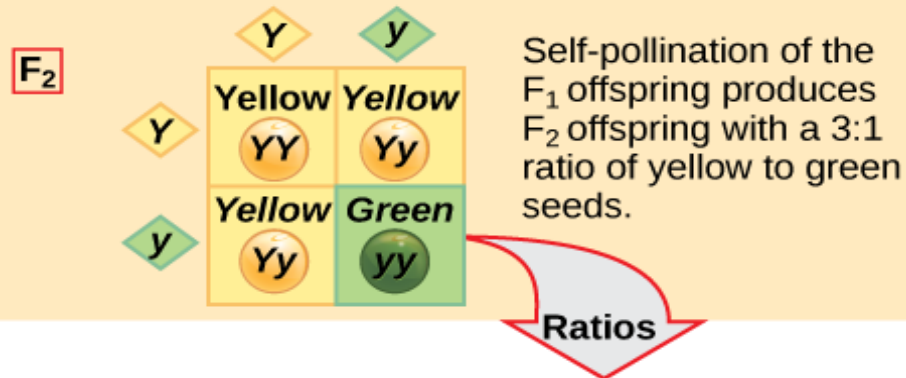 Y y
F₂
Self-pollination of the
F₁ offspring produces
F₂ offspring with a 3:1
ratio of yellow to green
seeds.
Y
Yellow Yellow
YY Yy
y
Yellow Green
Yy yy
Ratios